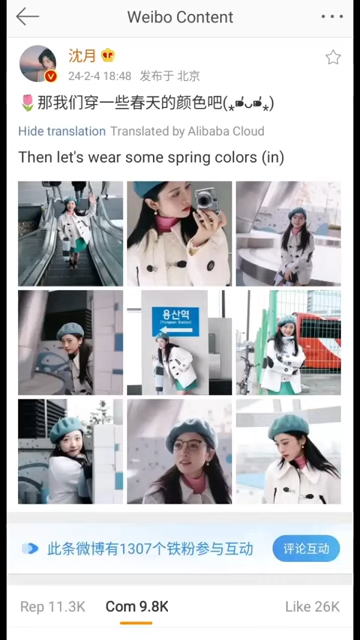 Weibo Content
沈月
24-2-4 18:48 发布于 北京
🌷那我们穿一些春天的颜色吧(⁎⁍̴ᴗ⁍̴⁎)
Hide translation Translated by Alibaba Cloud
Then let's wear some spring colors (in)
용산역
(Yongsan Station)
此条微博有1307个铁粉参与互动
评论互动
Rep 11.3K Com 9.8K Like 26K